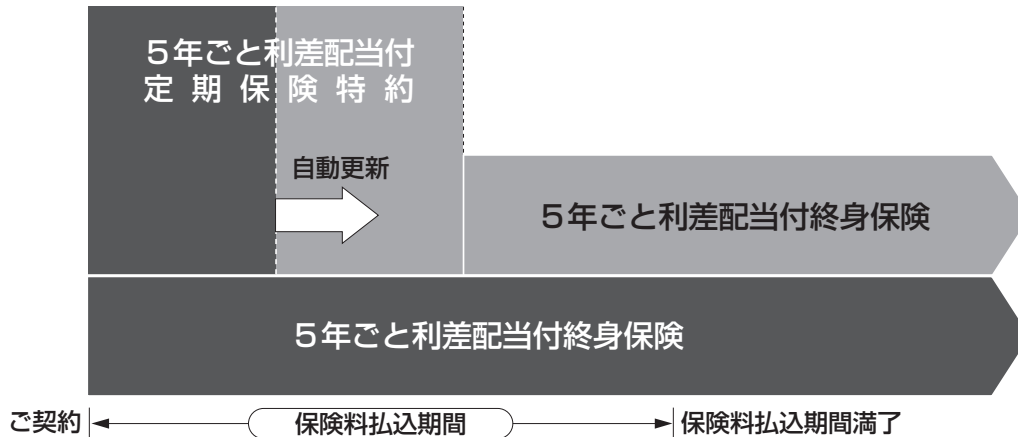 5年ごと利差配当付
定期保険特約
自動更新
5年ごと利差配当付終身保険
5年ごと利差配当付終身保険
ご契約 保険料払込期間 保険料払込期間満了